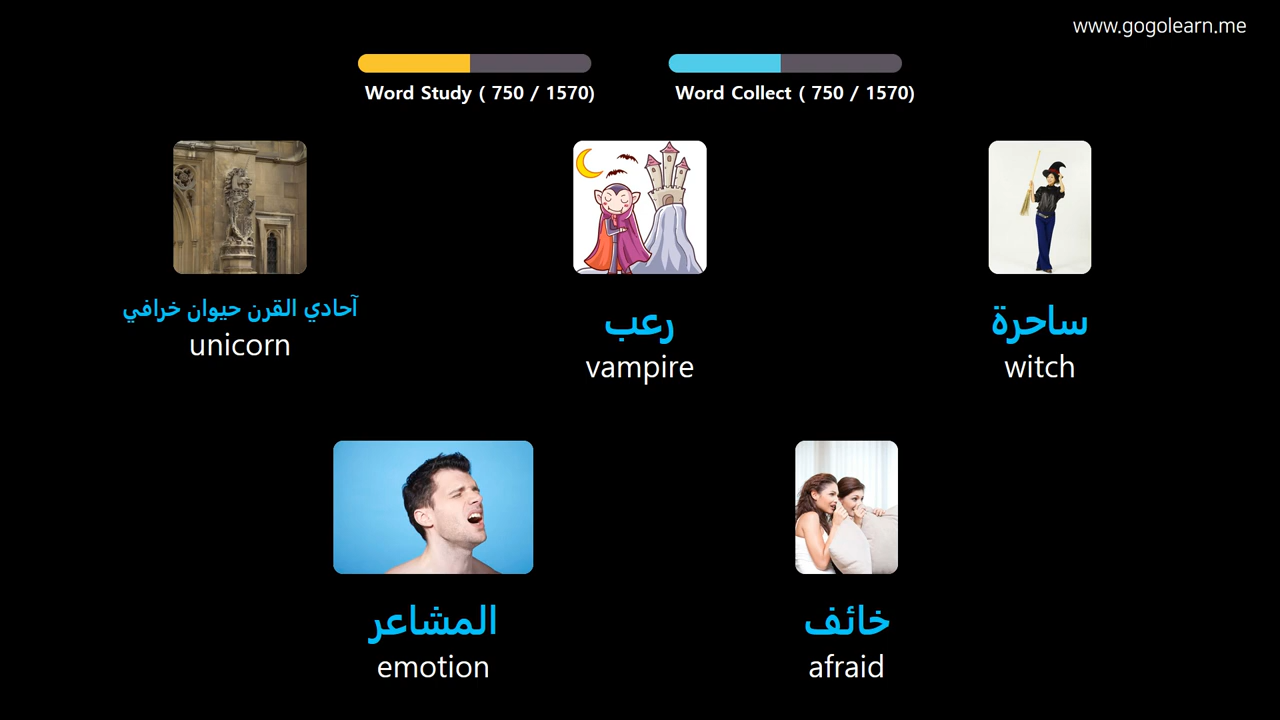 www.gogolearn.me
Word Study ( 750 / 1570)
Word Collect ( 750 / 1570)
آحادي القرن حيوان خرافي
unicorn
رعب
vampire
ساحرة
witch
المشاعر
emotion
خائف
afraid